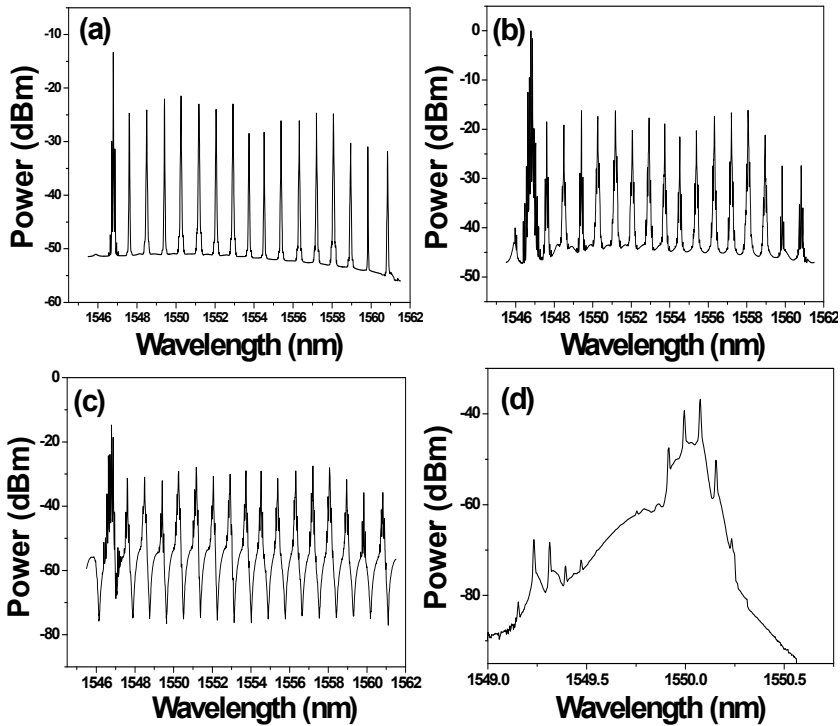 (a)
Power (dBm)
-10
-20
-30
-40
-50
-60
1546 1548 1550 1552 1554 1556 1558 1560 1562
Wavelength (nm)
(b)
Power (dBm)
0
-10
-20
-30
-40
-50
1546 1548 1550 1552 1554 1556 1558 1560 1562
Wavelength (nm)
(c)
Power (dBm)
0
-20
-40
-60
-80
1546 1548 1550 1552 1554 1556 1558 1560 1562
Wavelength (nm)
(d)
Power (dBm)
-40
-60
-80
1549.0 1549.5 1550.0 1550.5
Wavelength (nm)